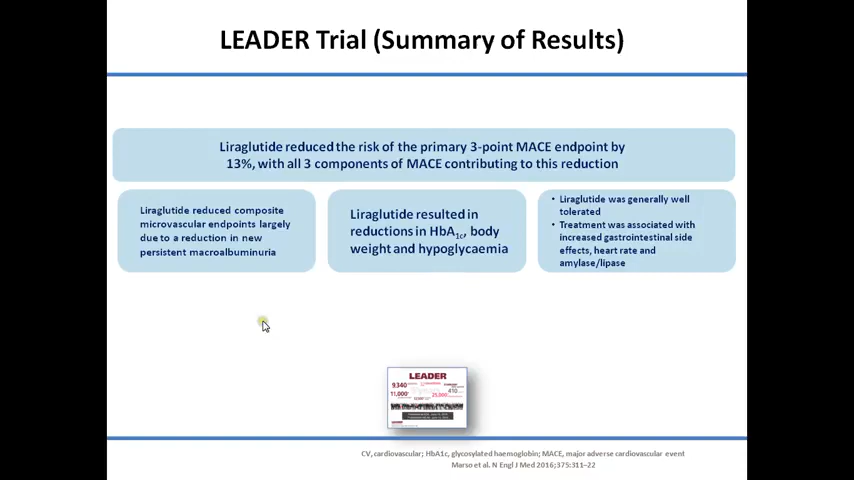 LEADER Trial (Summary of Results)
Liraglutide reduced the risk of the primary 3-point MACE endpoint by
13%, with all 3 components of MACE contributing to this reduction
Liraglutide reduced composite
microvascular endpoints largely
due to a reduction in new
persistent macroalbuminuria
Liraglutide resulted in
reductions in HbA1c, body
weight and hypoglycaemia
• Liraglutide was generally well
tolerated
• Treatment was associated with
increased gastrointestinal side
effects, heart rate and
amylase/lipase
LEADER
9,340
410
11,000
25,000
CV, cardiovascular; HbA1c, glycosylated haemoglobin; MACE, major adverse cardiovascular event
Marso et al. N Engl J Med 2016;375:311–22